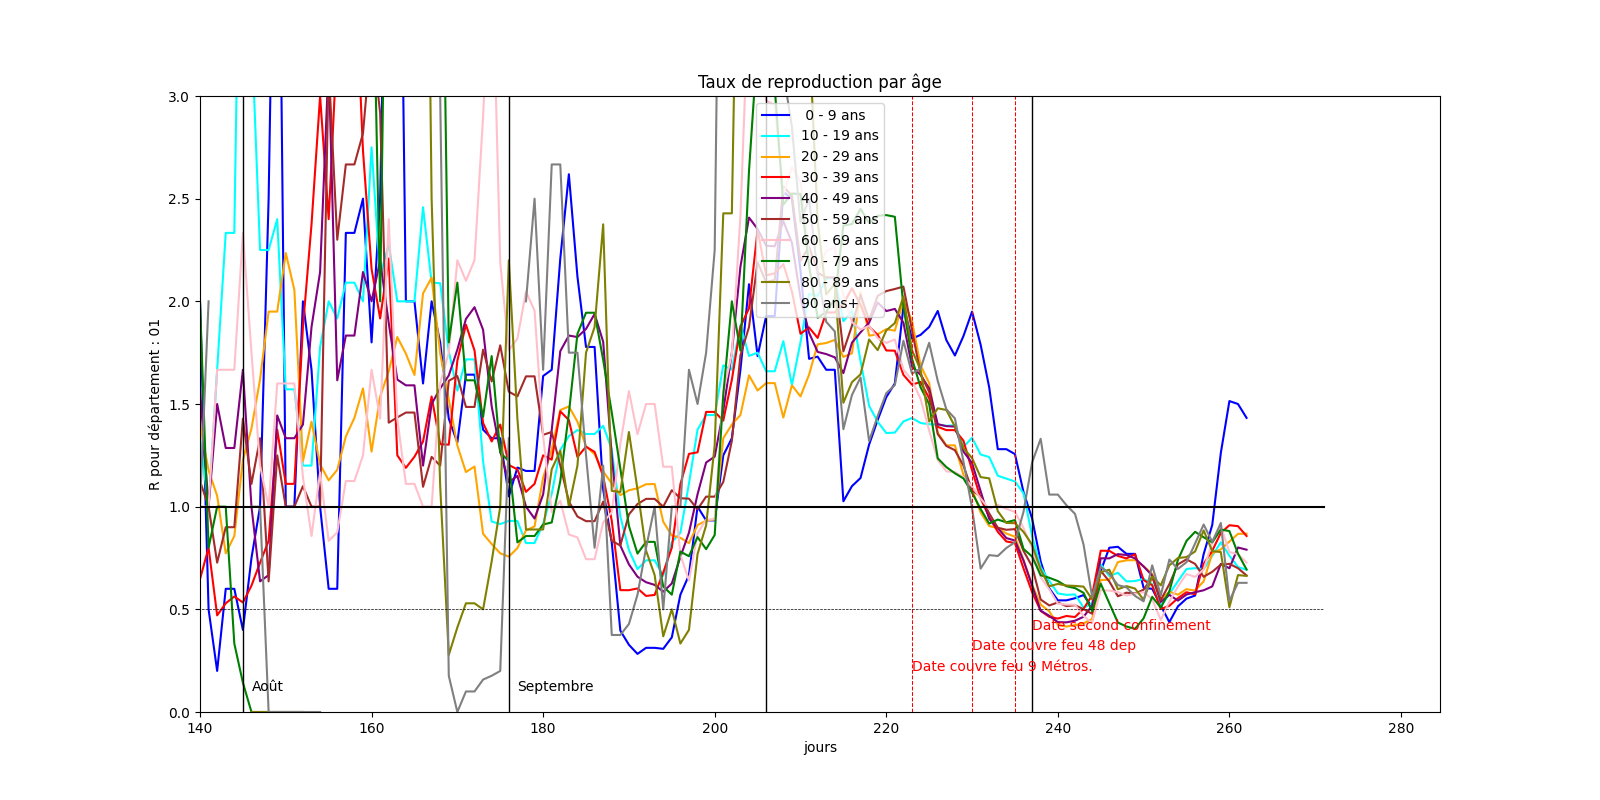 Taux de reproduction par âge
R pour département : 01
3.0
2.5
2.0
1.5
1.0
0.5
0.0
0 - 9 ans
10 - 19 ans
20 - 29 ans
30 - 39 ans
40 - 49 ans
50 - 59 ans
60 - 69 ans
70 - 79 ans
80 - 89 ans
90 ans+
Date second confinement
Date couvre feu 48 dep
Date couvre feu 9 Métros.
Août
Septembre
140
160
180
200
220
240
260
280
jours